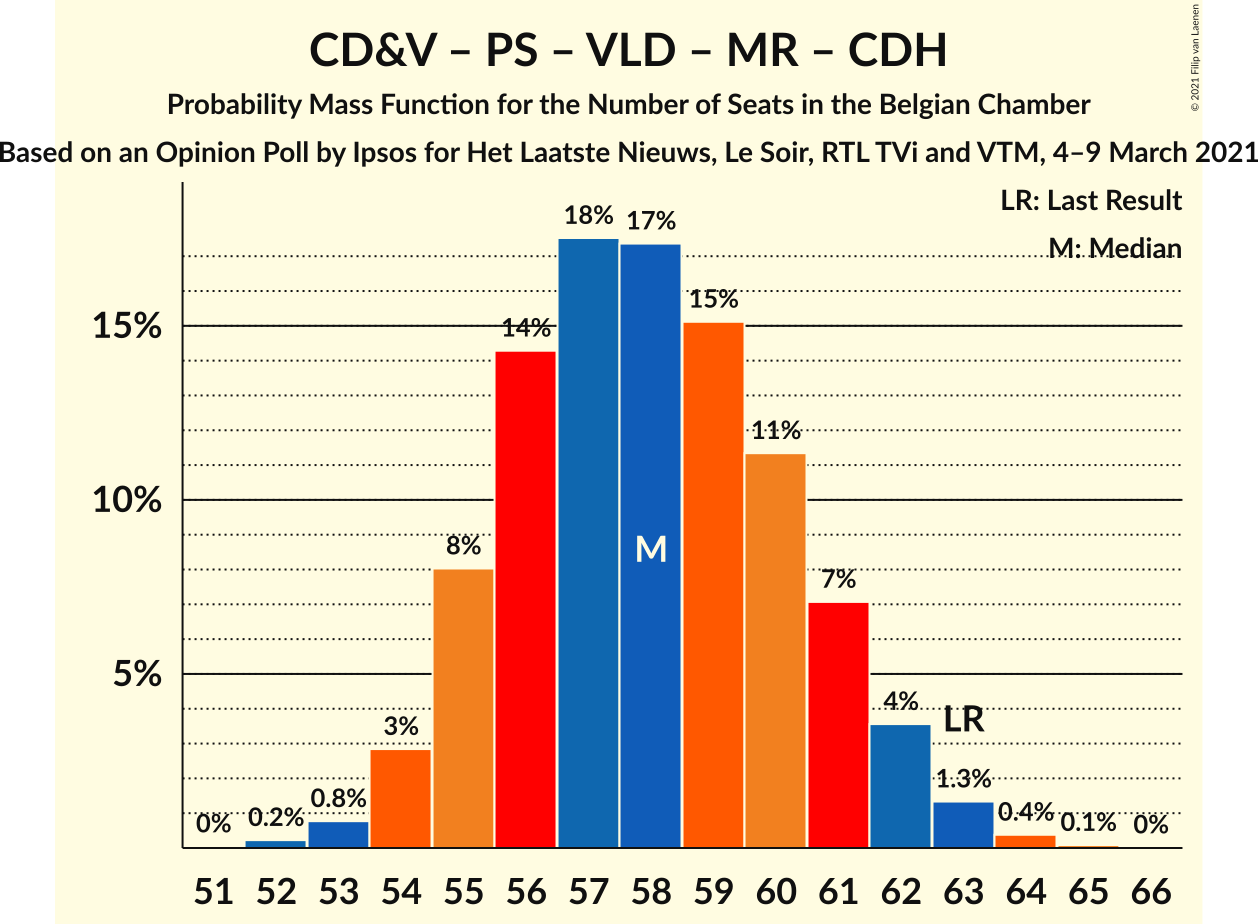 CD&V – PS – VLD – MR – CDH
Probability Mass Function for the Number of Seats in the Belgian Chamber
Based on an Opinion Poll by Ipsos for Het Laatste Nieuws, Le Soir, RTL TVi and VTM, 4–9 March 2021
© 2021 Filip van Laenen
LR: Last Result
M: Median
18%
17%
15%
14%
11%
8%
7%
4%
3%
1.3%
0.8%
0.4%
0.2%
0.1%
0%
0%
M
LR
15%
10%
5%
51 52 53 54 55 56 57 58 59 60 61 62 63 64 65 66